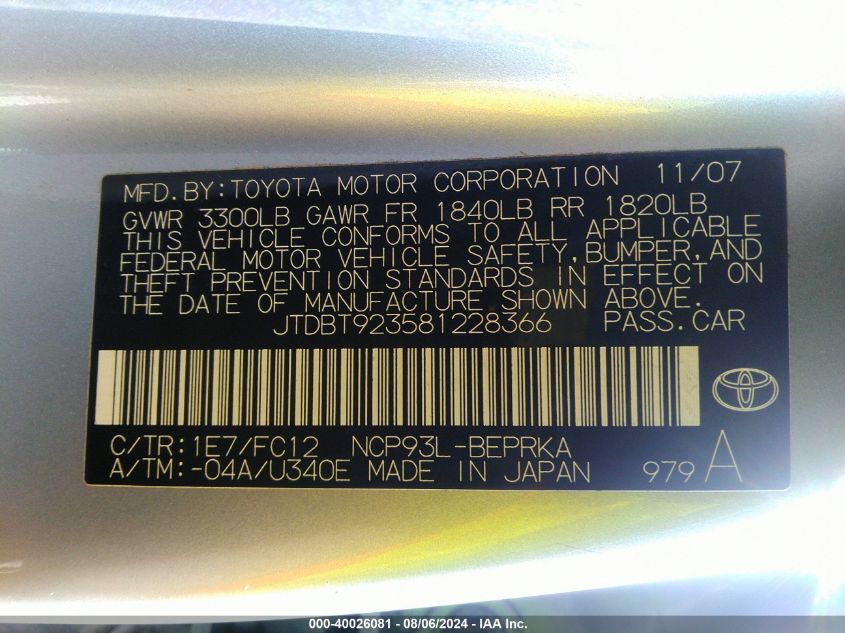 MFD.BY:TOYOTA MOTOR CORPORATION 11/07
GVWR 3300LB GAWR FR 1840LB RR 1820LB
THIS VEHICLE CONFORMS TO ALL APPLICABLE
FEDERAL MOTOR VEHICLE SAFETY,BUMPER,AND
THEFT PREVENTION STANDARDS IN EFFECT ON
THE DATE OF MANUFACTURE SHOWN ABOVE.
JTDBT923581228366 PASS.CAR
C/TR:1E7/FC12 NCP93L-BEPRKA
A/TM:-04A/U340E MADE IN JAPAN 979 A
000-40026081 - 08/06/2024 - IAA Inc.